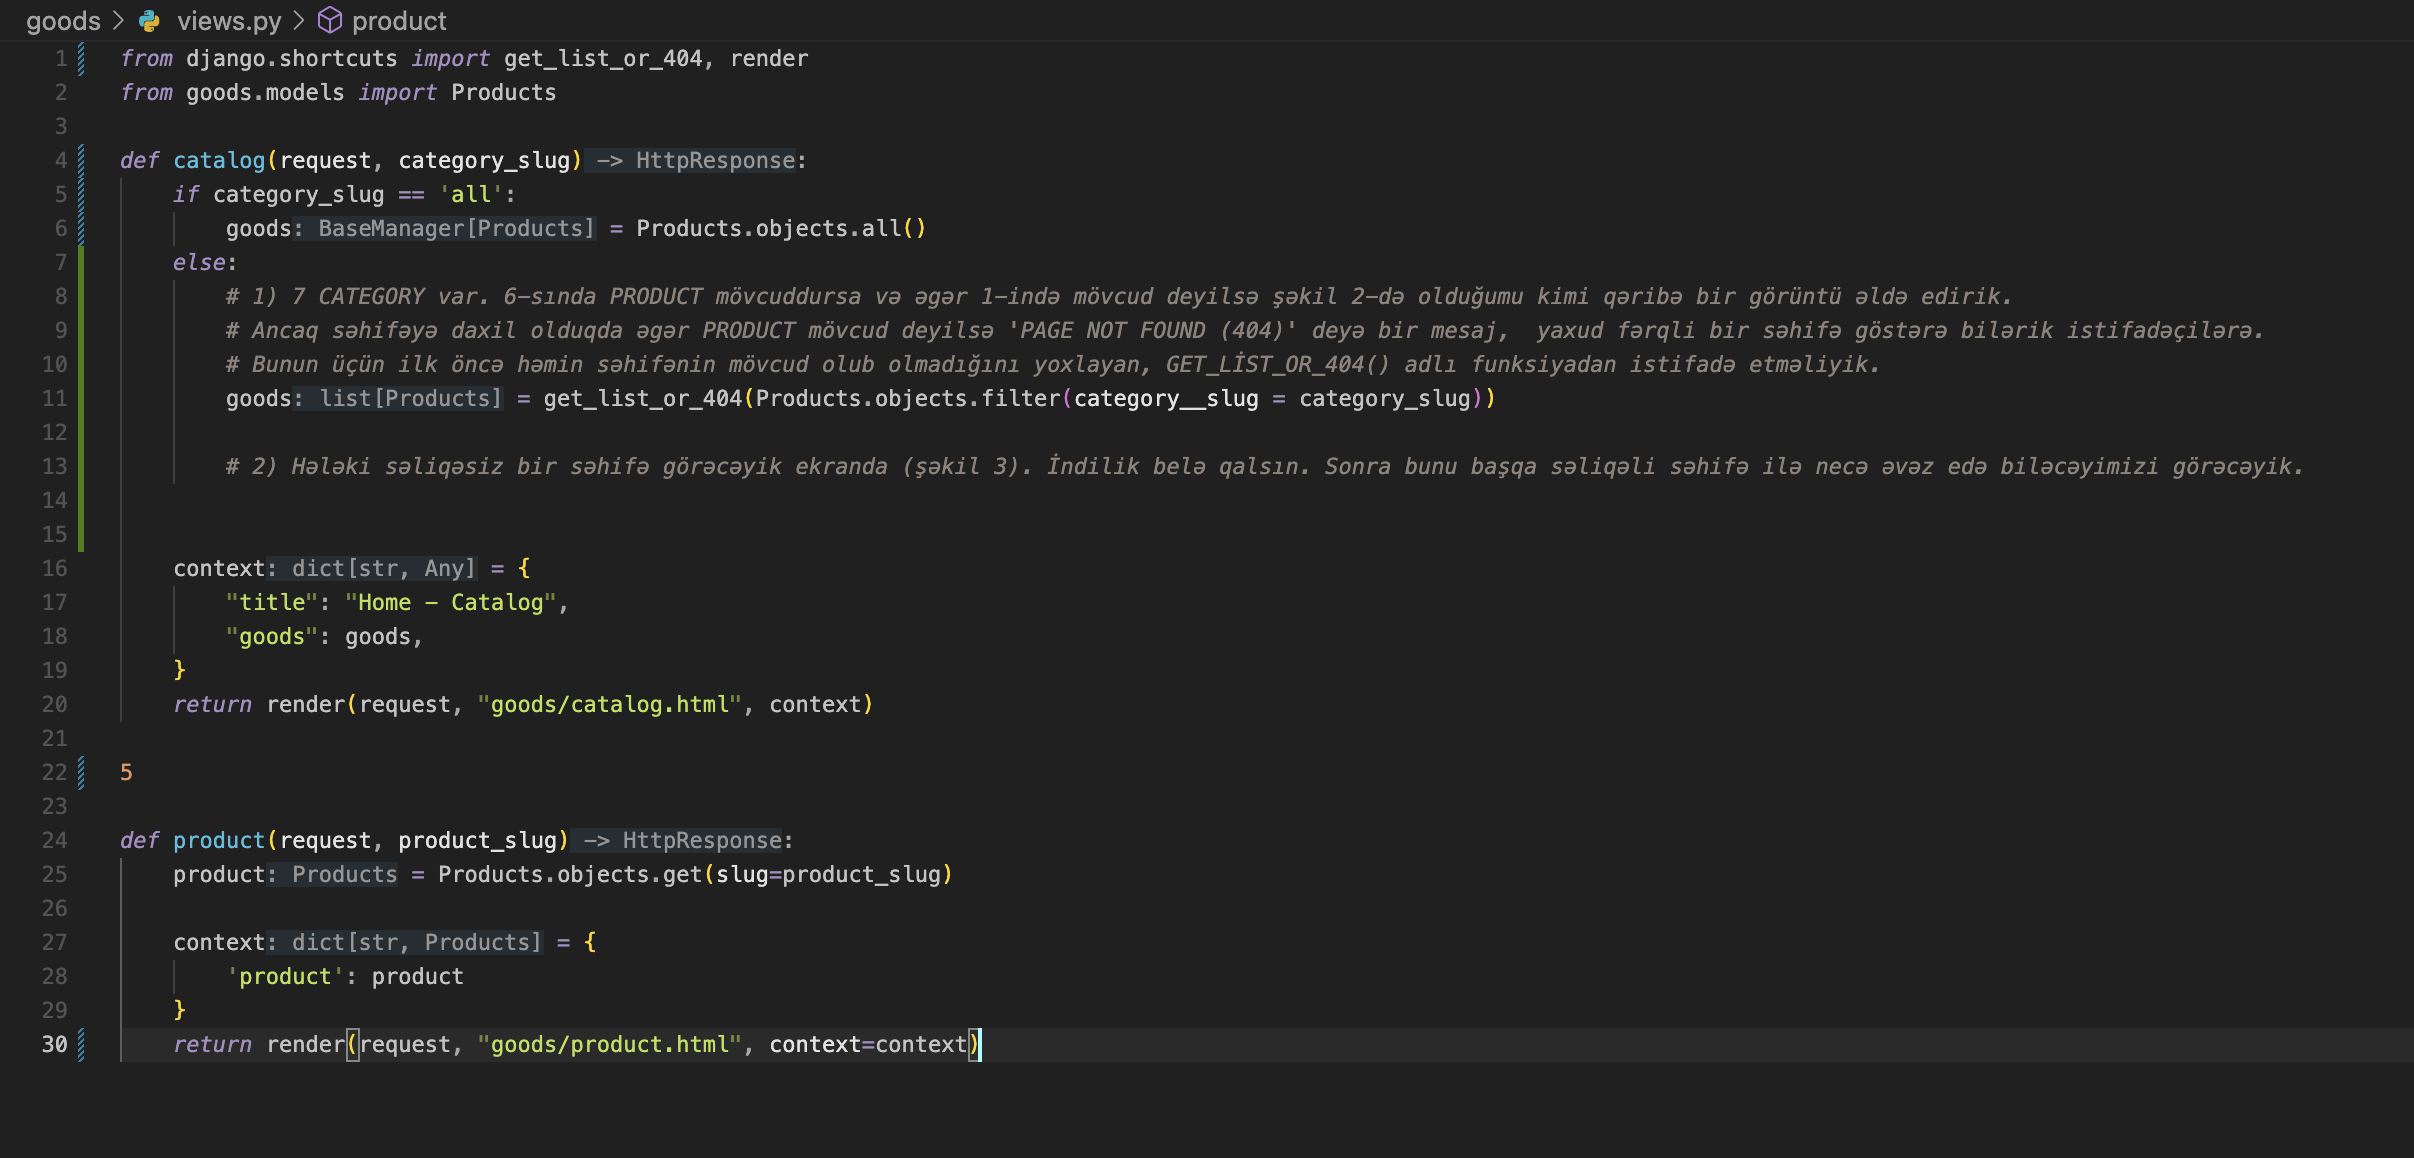 goods > views.py > product
1 from django.shortcuts import get_list_or_404, render
2 from goods.models import Products
3
4 def catalog(request, category_slug) -> HttpResponse:
5     if category_slug == 'all':
6         goods: BaseManager[Products] = Products.objects.all()
7     else:
8         # 1) 7 CATEGORY var. 6-sında PRODUCT mövcuddursa və əgər 1-ində mövcud deyilsə şəkil 2-də olduğumu kimi qəribə bir görüntü əldə edirik.
9         # Ancaq səhifəyə daxil olduqda əgər PRODUCT mövcud deyilsə 'PAGE NOT FOUND (404)' deyə bir mesaj,  yaxud fərqli bir səhifə göstərə bilərik istifadəçilərə.
10         # Bunun üçün ilk öncə həmin səhifənin mövcud olub olmadığını yoxlayan, GET_LİST_OR_404() adlı funksiyadan istifadə etməliyik.
11         goods: list[Products] = get_list_or_404(Products.objects.filter(category__slug = category_slug))
12
13         # 2) Hələki səliqəsiz bir səhifə görəcəyik ekranda (şəkil 3). İndilik belə qalsın. Sonra bunu başqa səliqəli səhifə ilə necə əvəz edə biləcəyimizi görəcəyik.
14
15
16     context: dict[str, Any] = {
17         "title": "Home - Catalog",
18         "goods": goods,
19     }
20     return render(request, "goods/catalog.html", context)
21
22 5
23
24 def product(request, product_slug) -> HttpResponse:
25     product: Products = Products.objects.get(slug=product_slug)
26
27     context: dict[str, Products] = {
28         'product': product
29     }
30     return render(request, "goods/product.html", context=context)